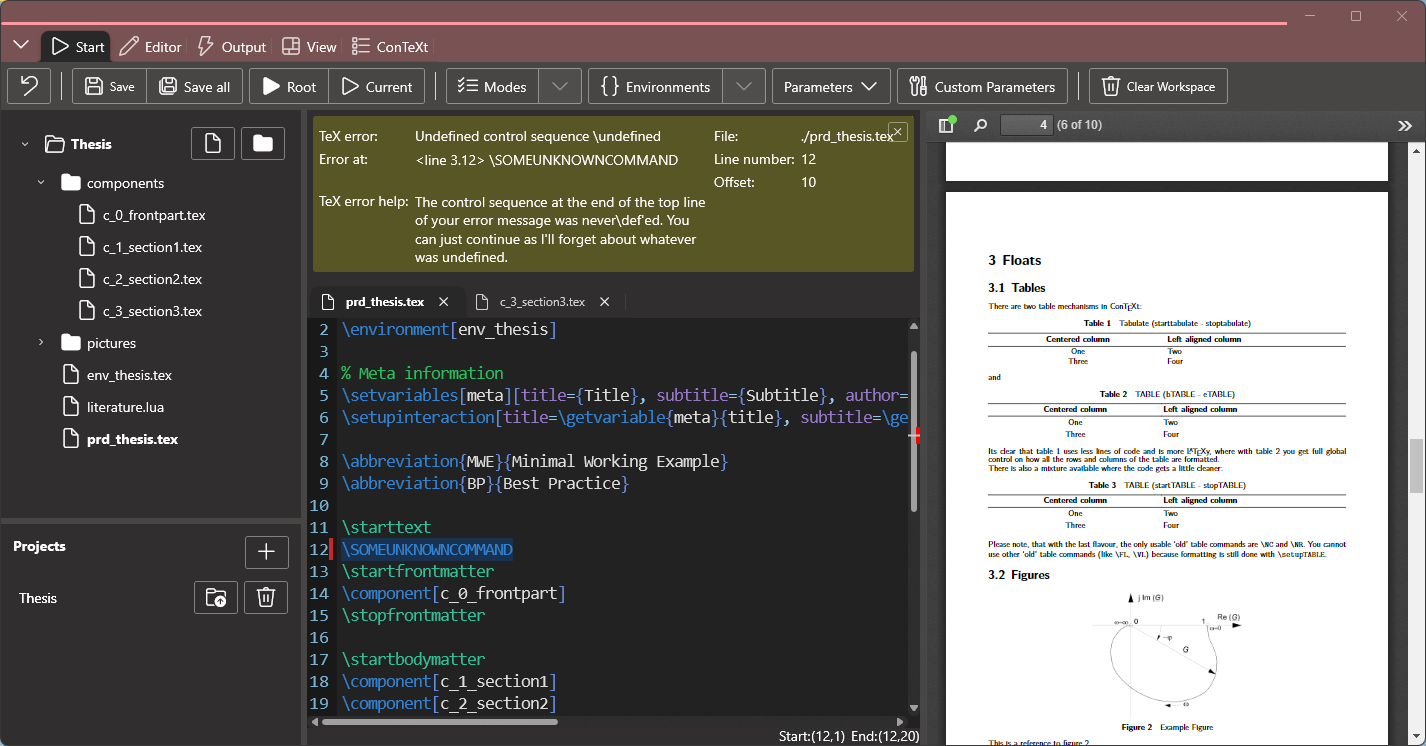 Start Editor Output View ConTeXt
Save Save all Root Current Modes Environments Parameters Custom Parameters Clear Workspace
Thesis
components
c_0_frontpart.tex
c_1_section1.tex
c_2_section2.tex
c_3_section3.tex
pictures
env_thesis.tex
literature.lua
prd_thesis.tex
Projects
Thesis
TeX error: Undefined control sequence \undefined
Error at: <line 3.12> \SOMEUNKNOWNCOMMAND
TeX error help: The control sequence at the end of the top line
of your error message was never\def'ed. You
can just continue as I'll forget about whatever
was undefined.
File: ./prd_thesis.tex
Line number: 12
Offset: 10
prd_thesis.tex c_3_section3.tex
2 \environment[env_thesis]
3
4 % Meta information
5 \setvariables[meta][title={Title}, subtitle={Subtitle}, author=
6 \setupinteraction[title=\getvariable{meta}{title}, subtitle=\ge
7
8 \abbreviation{MWE}{Minimal Working Example}
9 \abbreviation{BP}{Best Practice}
10
11 \starttext
12 \SOMEUNKNOWNCOMMAND
13 \startfrontmatter
14 \component[c_0_frontpart]
15 \stopfrontmatter
16
17 \startbodymatter
18 \component[c_1_section1]
19 \component[c_2_section2]
Start:(12,1) End:(12,20)
4 (6 of 10)
3 Floats
3.1 Tables
There are two table mechanisms in ConTEXt:
Table 1 Tabulate (starttabulate - stoptabulate)
Centered column Left aligned column
One Two
Three Four
and
Table 2 TABLE (bTABLE - eTABLE)
Centered column Left aligned column
One Two
Three Four
Its clear that table 1 uses less lines of code and is more LATEXy, where with table 2 you get full global
control on how all the rows and columns of the table are formatted.
There is also a mixture available where the code gets a little cleaner:
Table 3 TABLE (startTABLE - stopTABLE)
Centered column Left aligned column
One Two
Three Four
Please note, that with the last flavour, the only usable 'old' table commands are \NC and \NR. You cannot
use other 'old' table commands (like \FL, \VL) because formatting is still done with \setupTABLE.
3.2 Figures
j Im (G)
Re (G)
ω=∞ 0 1 ω=0
−φ
G
ω
Figure 2 Example Figure
This is a reference to figure 2